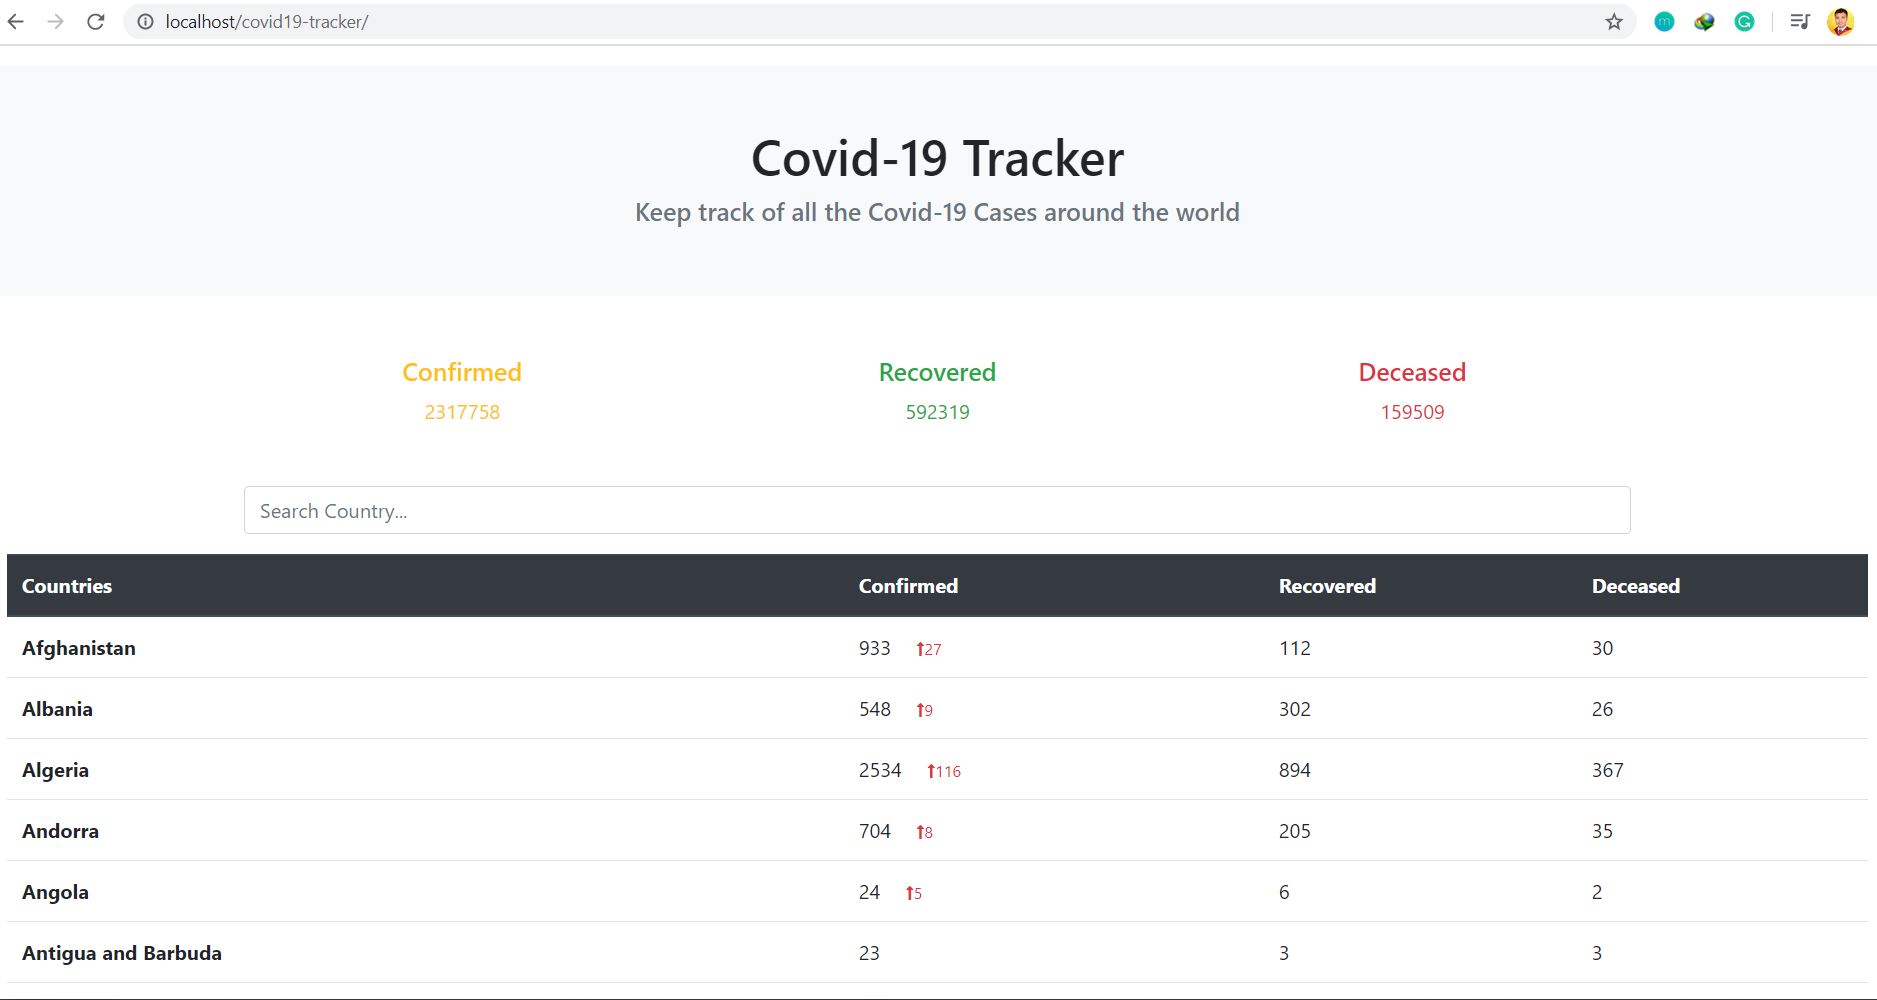 localhost/covid19-tracker/
Covid-19 Tracker
Keep track of all the Covid-19 Cases around the world
Confirmed Recovered Deceased
2317758 592319 159509
Search Country...
Countries Confirmed Recovered Deceased
Afghanistan 933 27 112 30
Albania 548 9 302 26
Algeria 2534 116 894 367
Andorra 704 8 205 35
Angola 24 5 6 2
Antigua and Barbuda 23 3 3